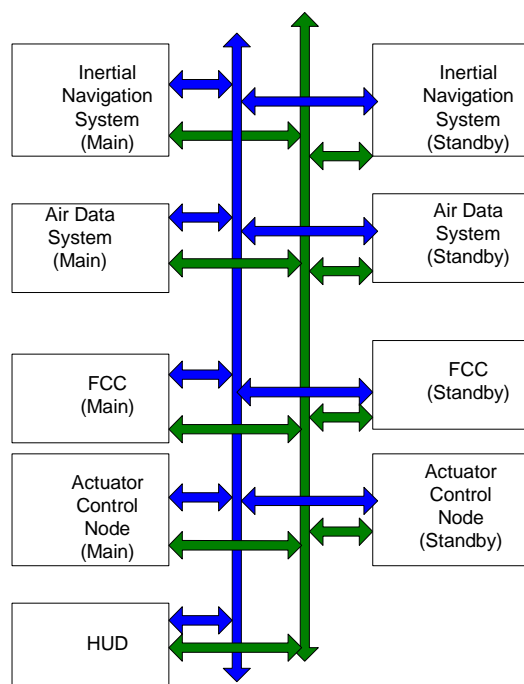 Inertial
Navigation
System
(Main)
Inertial
Navigation
System
(Standby)
Air Data
System
(Main)
Air Data
System
(Standby)
FCC
(Main)
FCC
(Standby)
Actuator
Control
Node
(Main)
Actuator
Control
Node
(Standby)
HUD